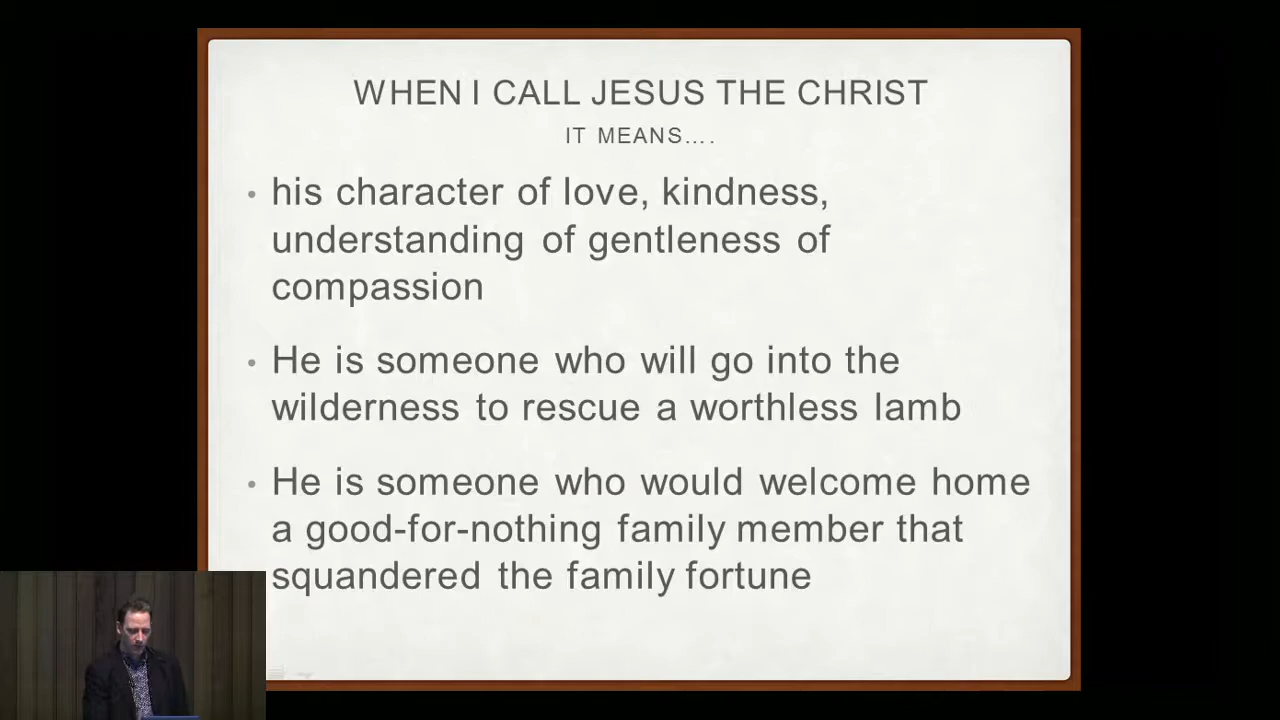 WHEN I CALL JESUS THE CHRIST
IT MEANS....
• his character of love, kindness,
understanding of gentleness of
compassion
• He is someone who will go into the
wilderness to rescue a worthless lamb
• He is someone who would welcome home
a good-for-nothing family member that
squandered the family fortune